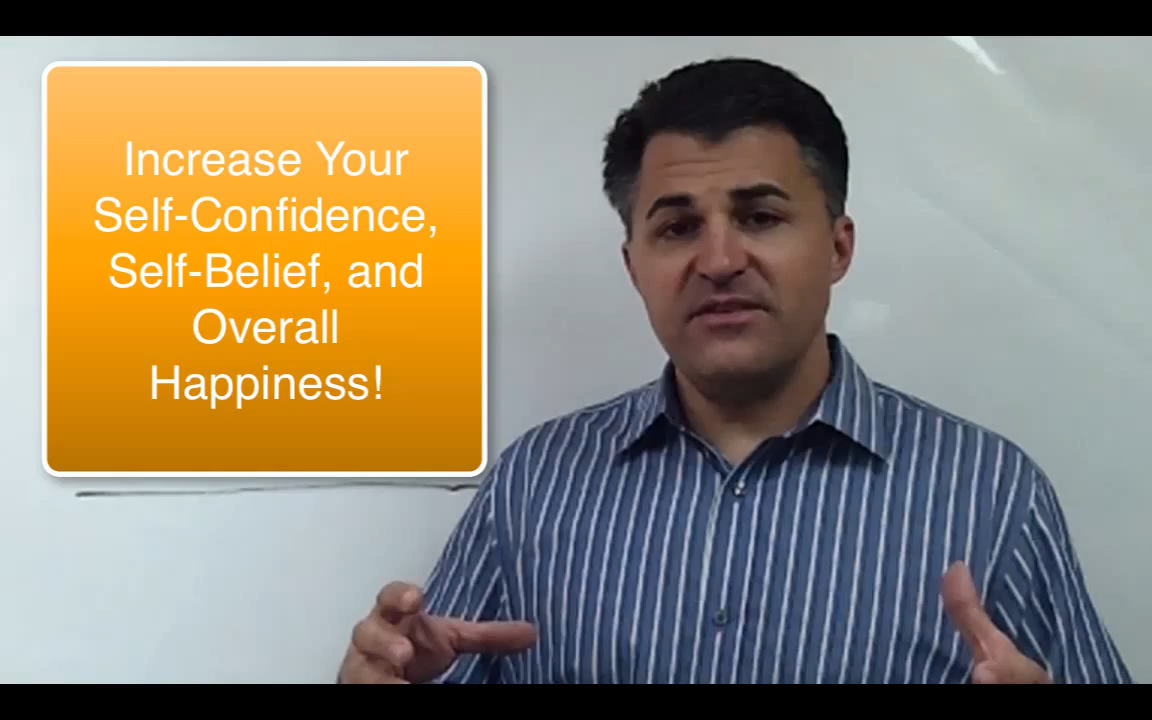 Increase Your
Self-Confidence,
Self-Belief, and
Overall
Happiness!